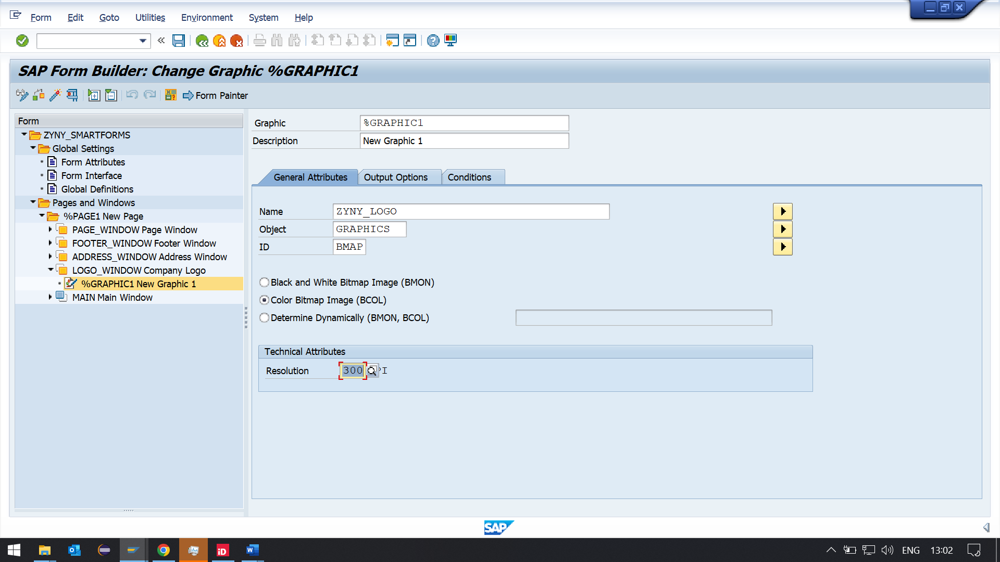 Form Edit Goto Utilities Environment System Help
SAP Form Builder: Change Graphic %GRAPHIC1
Form Painter
Form
ZYNY_SMARTFORMS
Global Settings
Form Attributes
Form Interface
Global Definitions
Pages and Windows
%PAGE1 New Page
PAGE_WINDOW Page Window
FOOTER_WINDOW Footer Window
ADDRESS_WINDOW Address Window
LOGO_WINDOW Company Logo
%GRAPHIC1 New Graphic 1
MAIN Main Window
Graphic %GRAPHIC1
Description New Graphic 1
General Attributes Output Options Conditions
Name ZYNY_LOGO
Object GRAPHICS
ID BMAP
Black and White Bitmap Image (BMON)
Color Bitmap Image (BCOL)
Determine Dynamically (BMON, BCOL)
Technical Attributes
Resolution 300
SAP
ENG 13:02